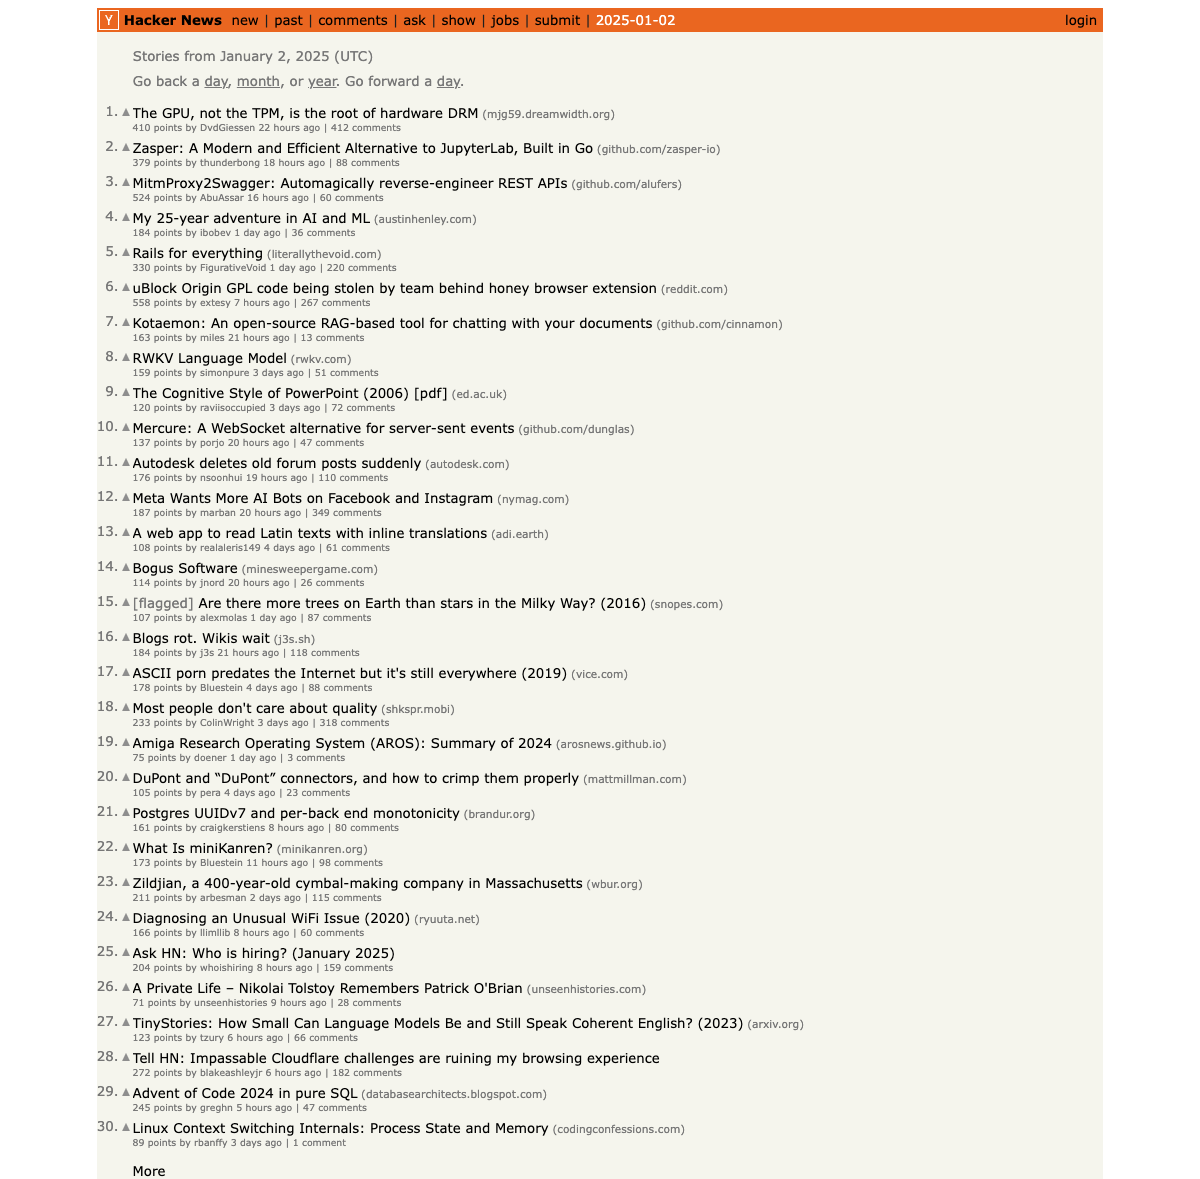 Y Hacker News new | past | comments | ask | show | jobs | submit | 2025-01-02 login
Stories from January 2, 2025 (UTC)
Go back a day, month, or year. Go forward a day.
1. ▲ The GPU, not the TPM, is the root of hardware DRM (mjg59.dreamwidth.org)
410 points by DvdGiessen 22 hours ago | 412 comments
2. ▲ Zasper: A Modern and Efficient Alternative to JupyterLab, Built in Go (github.com/zasper-io)
379 points by thunderbong 18 hours ago | 88 comments
3. ▲ MitmProxy2Swagger: Automagically reverse-engineer REST APIs (github.com/alufers)
524 points by AbuAssar 16 hours ago | 60 comments
4. ▲ My 25-year adventure in AI and ML (austinhenley.com)
184 points by ibobev 1 day ago | 36 comments
5. ▲ Rails for everything (literallythevoid.com)
330 points by FigurativeVoid 1 day ago | 220 comments
6. ▲ uBlock Origin GPL code being stolen by team behind honey browser extension (reddit.com)
558 points by extesy 7 hours ago | 267 comments
7. ▲ Kotaemon: An open-source RAG-based tool for chatting with your documents (github.com/cinnamon)
163 points by miles 21 hours ago | 13 comments
8. ▲ RWKV Language Model (rwkv.com)
159 points by simonpure 3 days ago | 51 comments
9. ▲ The Cognitive Style of PowerPoint (2006) [pdf] (ed.ac.uk)
120 points by raviisoccupied 3 days ago | 72 comments
10. ▲ Mercure: A WebSocket alternative for server-sent events (github.com/dunglas)
137 points by porjo 20 hours ago | 47 comments
11. ▲ Autodesk deletes old forum posts suddenly (autodesk.com)
176 points by nsoonhui 19 hours ago | 110 comments
12. ▲ Meta Wants More AI Bots on Facebook and Instagram (nymag.com)
187 points by marban 20 hours ago | 349 comments
13. ▲ A web app to read Latin texts with inline translations (adi.earth)
108 points by realaleris149 4 days ago | 61 comments
14. ▲ Bogus Software (minesweepergame.com)
114 points by jnord 20 hours ago | 26 comments
15. ▲ [flagged] Are there more trees on Earth than stars in the Milky Way? (2016) (snopes.com)
107 points by alexmolas 1 day ago | 87 comments
16. ▲ Blogs rot. Wikis wait (j3s.sh)
184 points by j3s 21 hours ago | 118 comments
17. ▲ ASCII porn predates the Internet but it's still everywhere (2019) (vice.com)
178 points by Bluestein 4 days ago | 88 comments
18. ▲ Most people don't care about quality (shkspr.mobi)
233 points by ColinWright 3 days ago | 318 comments
19. ▲ Amiga Research Operating System (AROS): Summary of 2024 (arosnews.github.io)
75 points by doener 1 day ago | 3 comments
20. ▲ DuPont and “DuPont” connectors, and how to crimp them properly (mattmillman.com)
105 points by pera 4 days ago | 23 comments
21. ▲ Postgres UUIDv7 and per-back end monotonicity (brandur.org)
161 points by craigkerstiens 8 hours ago | 80 comments
22. ▲ What Is miniKanren? (minikanren.org)
173 points by Bluestein 11 hours ago | 98 comments
23. ▲ Zildjian, a 400-year-old cymbal-making company in Massachusetts (wbur.org)
211 points by arbesman 2 days ago | 115 comments
24. ▲ Diagnosing an Unusual WiFi Issue (2020) (ryuuta.net)
166 points by llimllib 8 hours ago | 60 comments
25. ▲ Ask HN: Who is hiring? (January 2025)
204 points by whoishiring 8 hours ago | 159 comments
26. ▲ A Private Life – Nikolai Tolstoy Remembers Patrick O'Brian (unseenhistories.com)
71 points by unseenhistories 9 hours ago | 28 comments
27. ▲ TinyStories: How Small Can Language Models Be and Still Speak Coherent English? (2023) (arxiv.org)
123 points by tzury 6 hours ago | 66 comments
28. ▲ Tell HN: Impassable Cloudflare challenges are ruining my browsing experience
272 points by blakeashleyjr 6 hours ago | 182 comments
29. ▲ Advent of Code 2024 in pure SQL (databasearchitects.blogspot.com)
245 points by greghn 5 hours ago | 47 comments
30. ▲ Linux Context Switching Internals: Process State and Memory (codingconfessions.com)
89 points by rbanffy 3 days ago | 1 comment
More